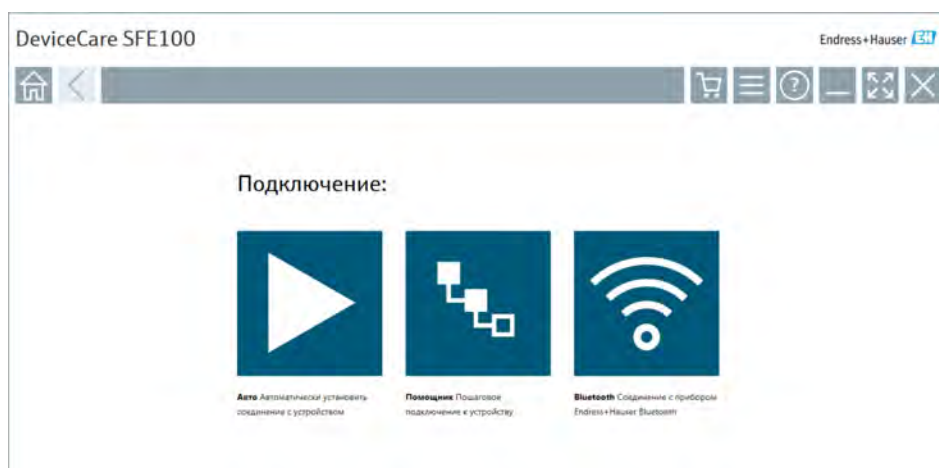 DeviceCare SFE100
Endress+Hauser EH
?
Подключение:
Авто Автоматически установить
соединение с устройством
Помощник Пошаговое
подключение к устройству
Bluetooth Соединение с прибором
Endress+Hauser Bluetooth